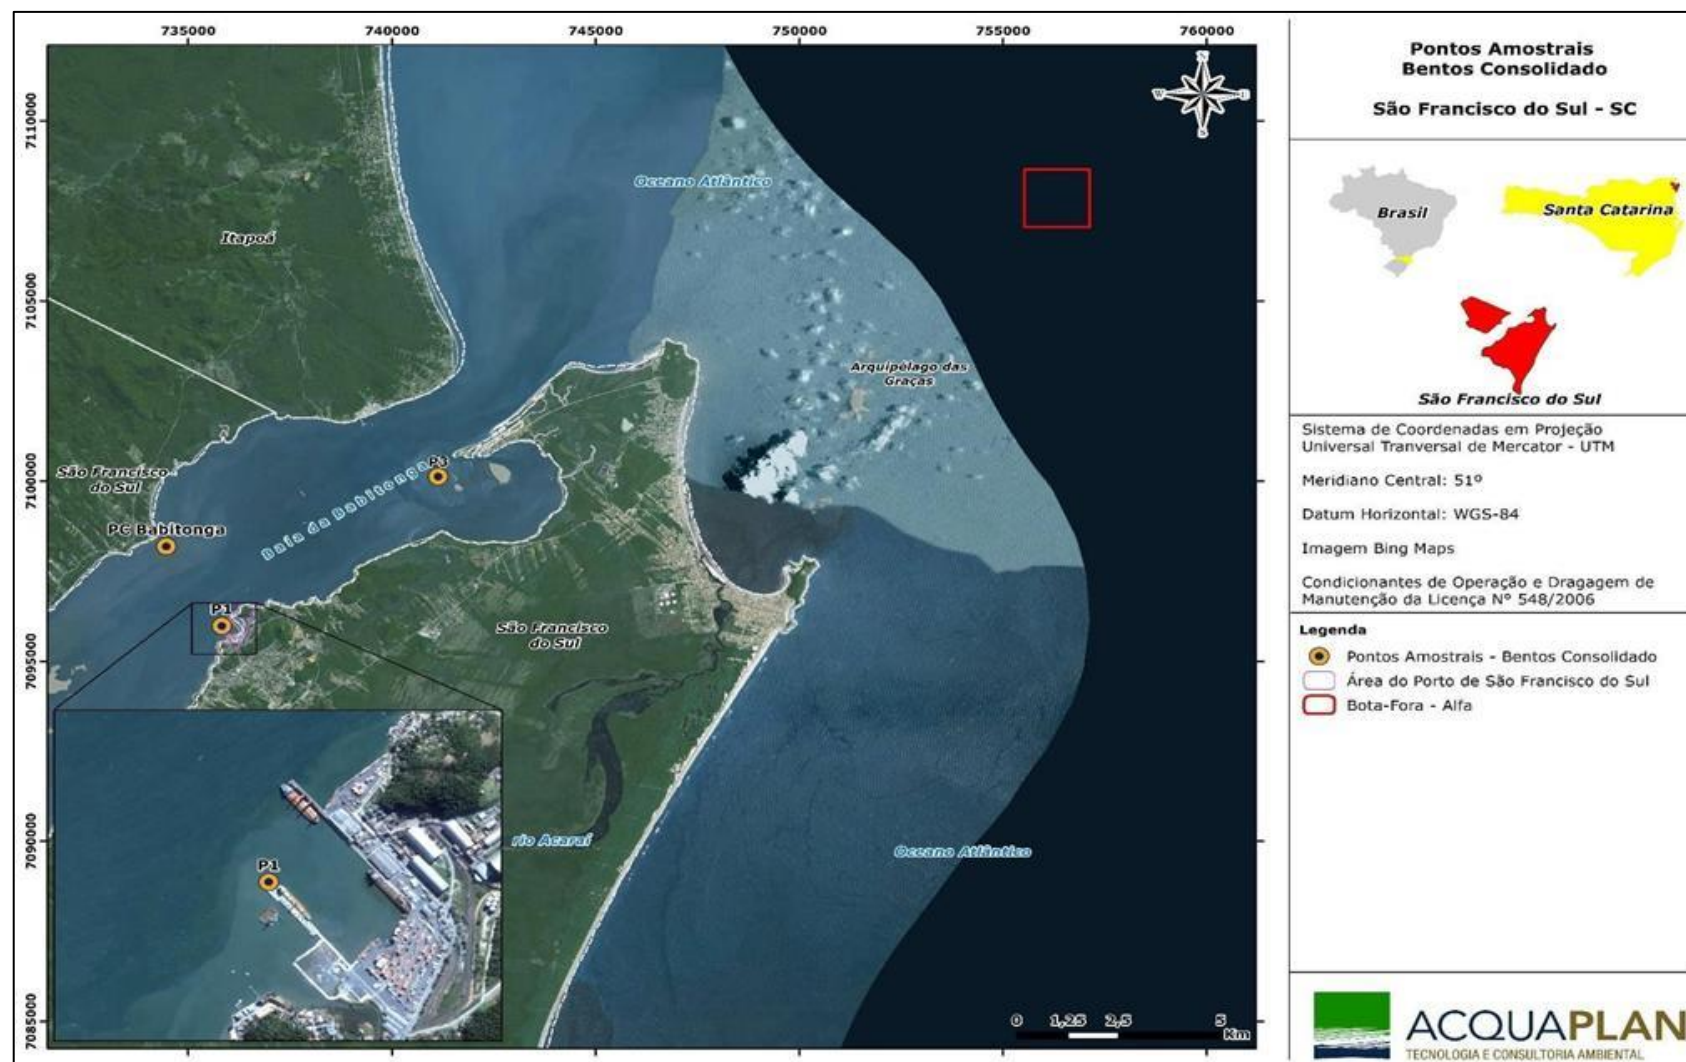 735000
740000
745000
750000
755000
760000
7110000
7105000
7100000
7095000
7090000
7085000
N
W
E
S
Oceano Atlântico
Itapoá
Arquipélago das
Graças
São Francisco
do Sul
P3
Baia da Babitonga
PC Babitonga
P1
São Francisco
do Sul
P1
rio Acaraí
Oceano Atlântico
0 1,25 2,5 5
Km
Pontos Amostrais
Bentos Consolidado
São Francisco do Sul - SC
Brasil
Santa Catarina
São Francisco do Sul
Sistema de Coordenadas em Projeção
Universal Tranversal de Mercator - UTM
Meridiano Central: 51º
Datum Horizontal: WGS-84
Imagem Bing Maps
Condicionantes de Operação e Dragagem de
Manutenção da Licença Nº 548/2006
Legenda
Pontos Amostrais - Bentos Consolidado
Área do Porto de São Francisco do Sul
Bota-Fora - Alfa
ACQUAPLAN
TECNOLOGIA E CONSULTORIA AMBIENTAL